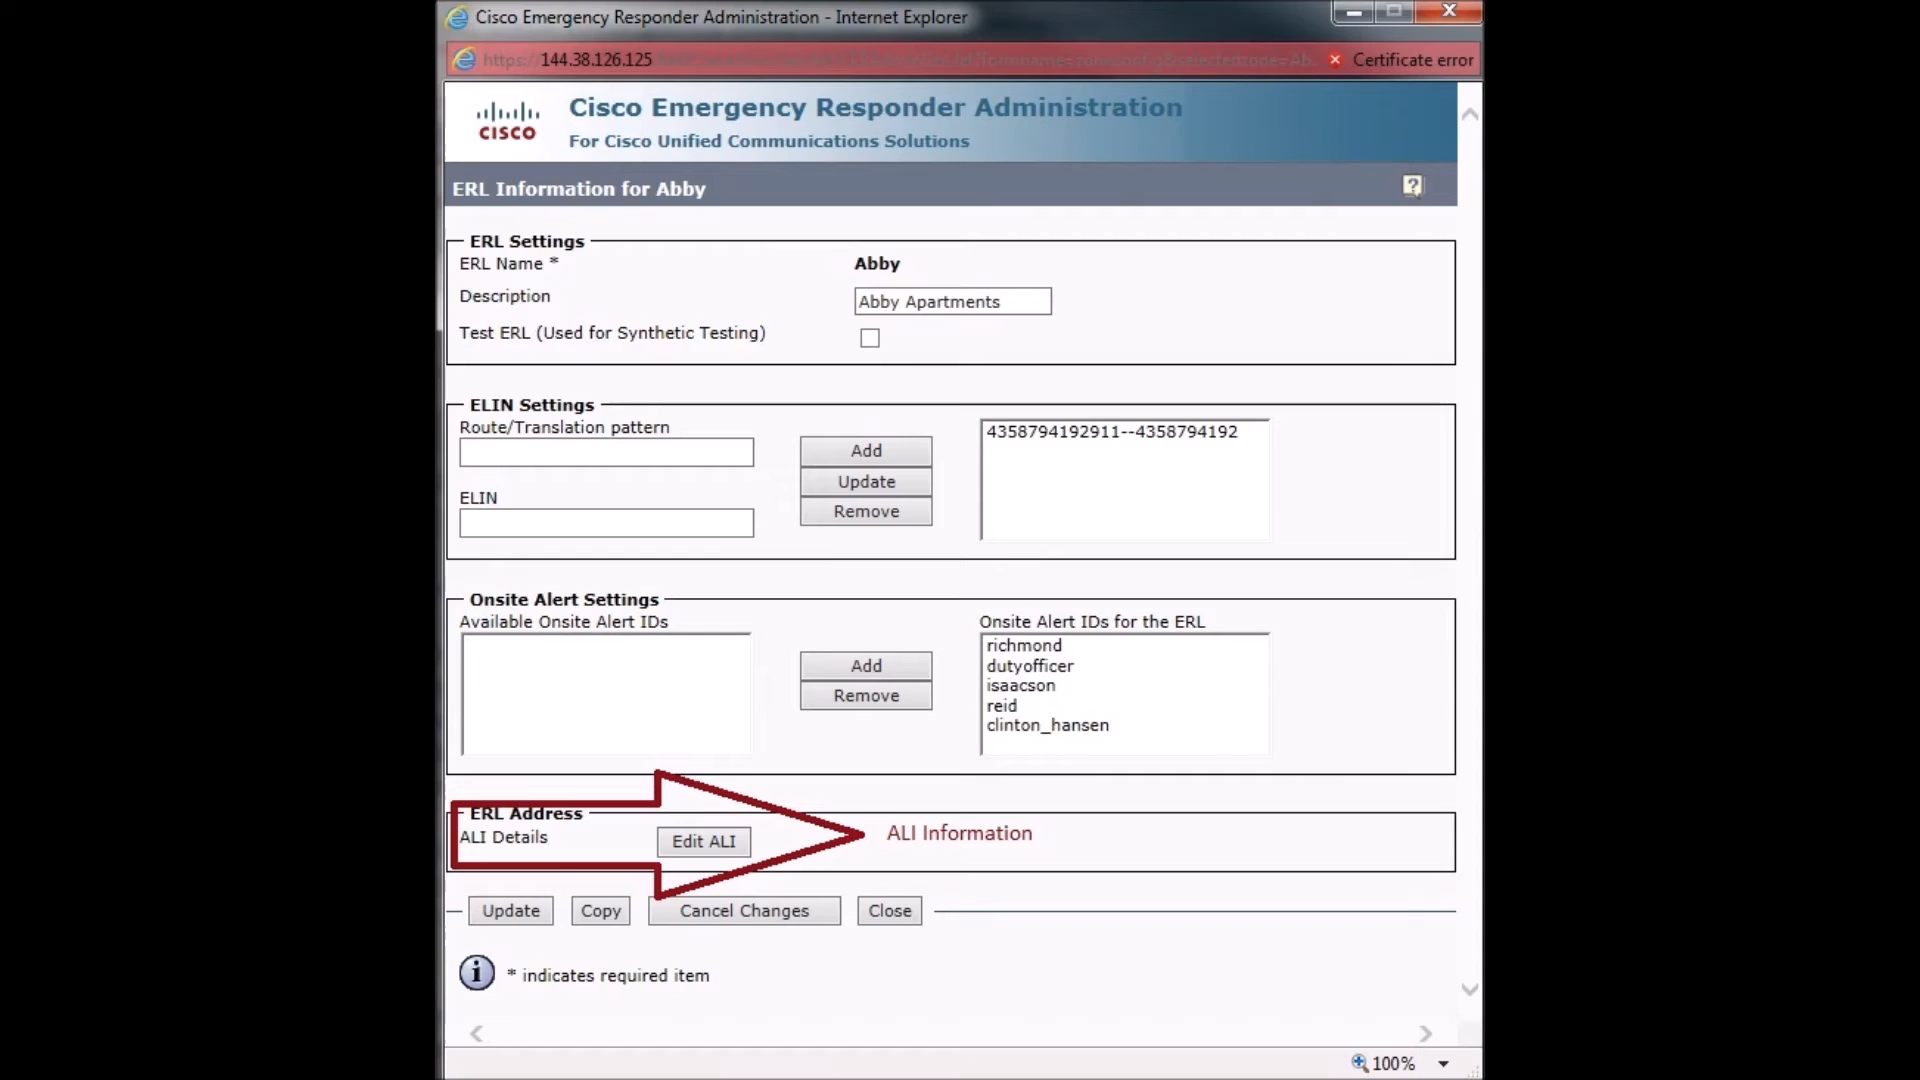 Cisco Emergency Responder Administration - Internet Explorer
https://144.38.126.125
Certificate error
CISCO
Cisco Emergency Responder Administration
For Cisco Unified Communications Solutions
ERL Information for Abby
?
ERL Settings
ERL Name *
Abby
Description
Abby Apartments
Test ERL (Used for Synthetic Testing)
ELIN Settings
Route/Translation pattern
ELIN
Add
Update
Remove
4358794192911--4358794192
Onsite Alert Settings
Available Onsite Alert IDs
Add
Remove
Onsite Alert IDs for the ERL
richmond
dutyofficer
isaacson
reid
clinton_hansen
ERL Address
ALI Details
Edit ALI
ALI Information
Update
Copy
Cancel Changes
Close
i
* indicates required item
100%